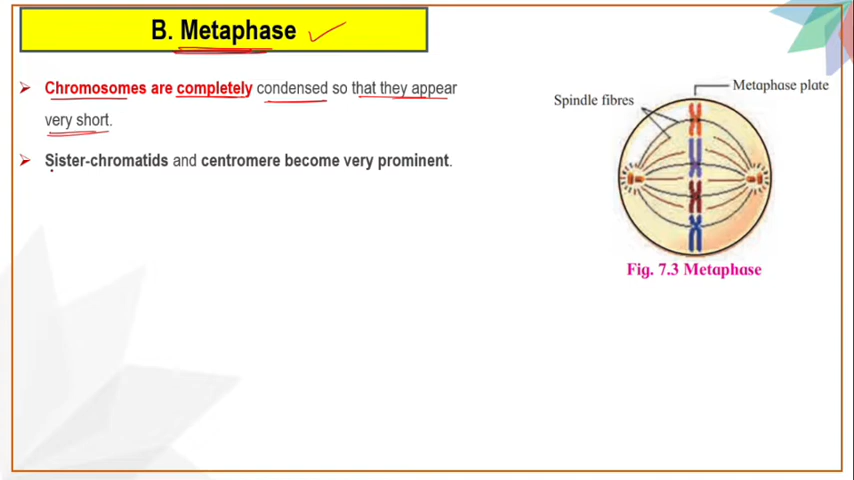 B. Metaphase
➢ Chromosomes are completely condensed so that they appear
very short.
➢ Sister-chromatids and centromere become very prominent.
Metaphase plate
Spindle fibres
Fig. 7.3 Metaphase